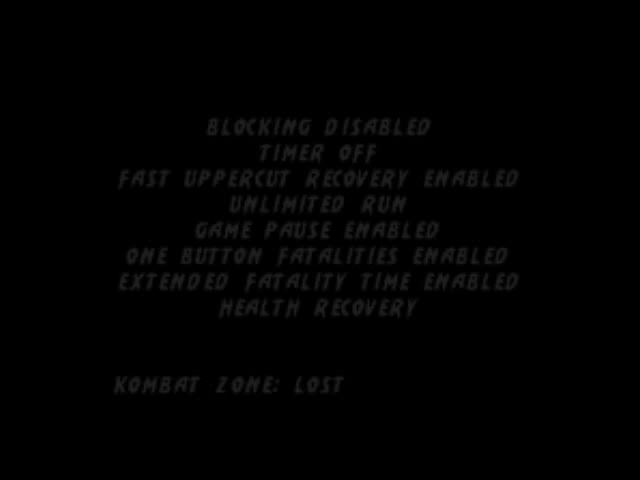 BLOCKING DISABLED
TIMER OFF
FAST UPPERCUT RECOVERY ENABLED
UNLIMITED RUN
GAME PAUSE ENABLED
ONE BUTTON FATALITIES ENABLED
EXTENDED FATALITY TIME ENABLED
HEALTH RECOVERY
KOMBAT ZONE: LOST